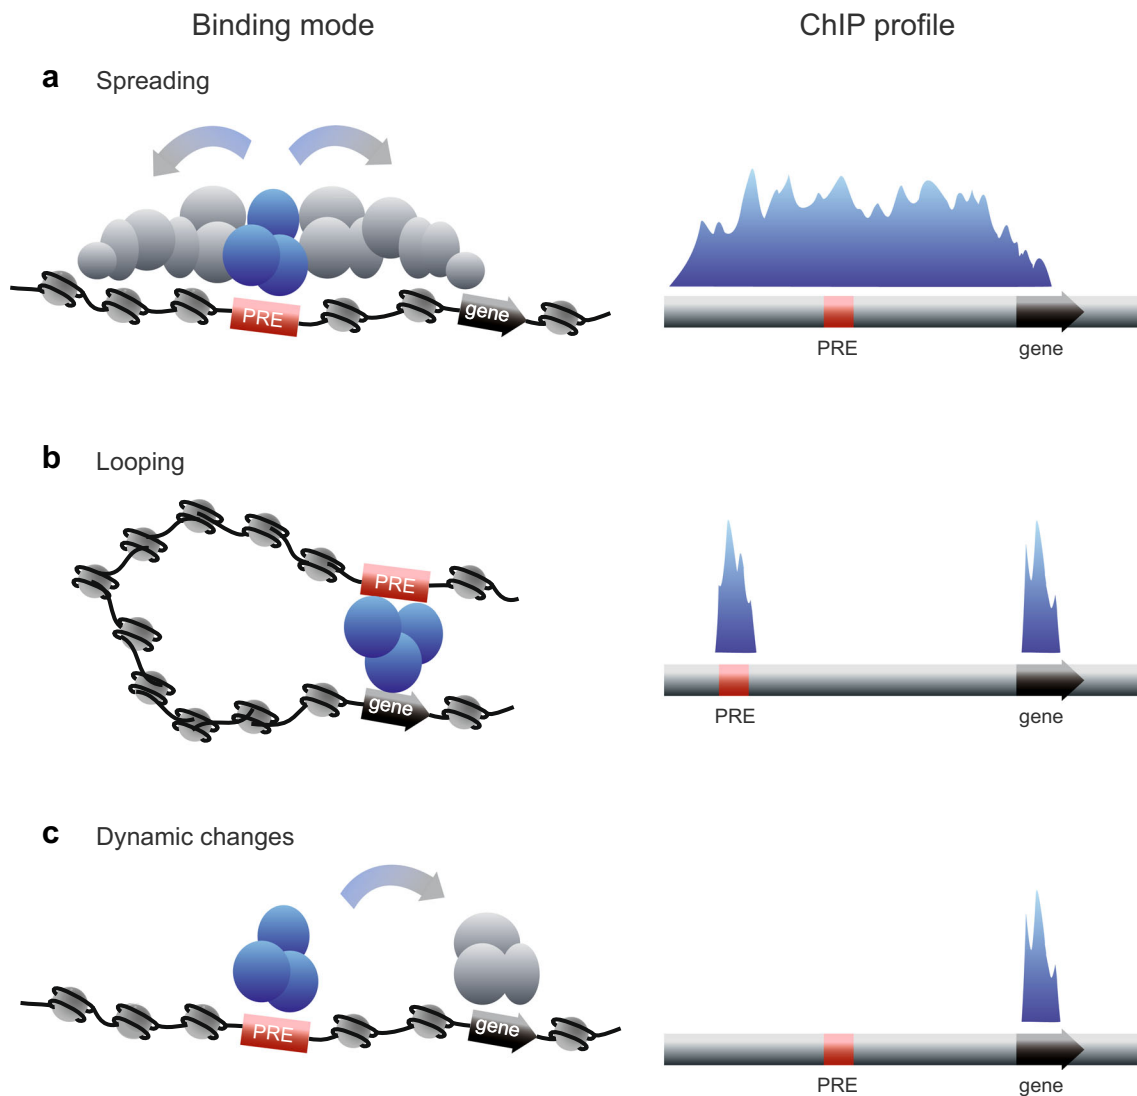 Binding mode
ChIP profile
a Spreading
PRE
gene
PRE
gene
b Looping
PRE
gene
PRE
gene
c Dynamic changes
PRE
gene
PRE
gene